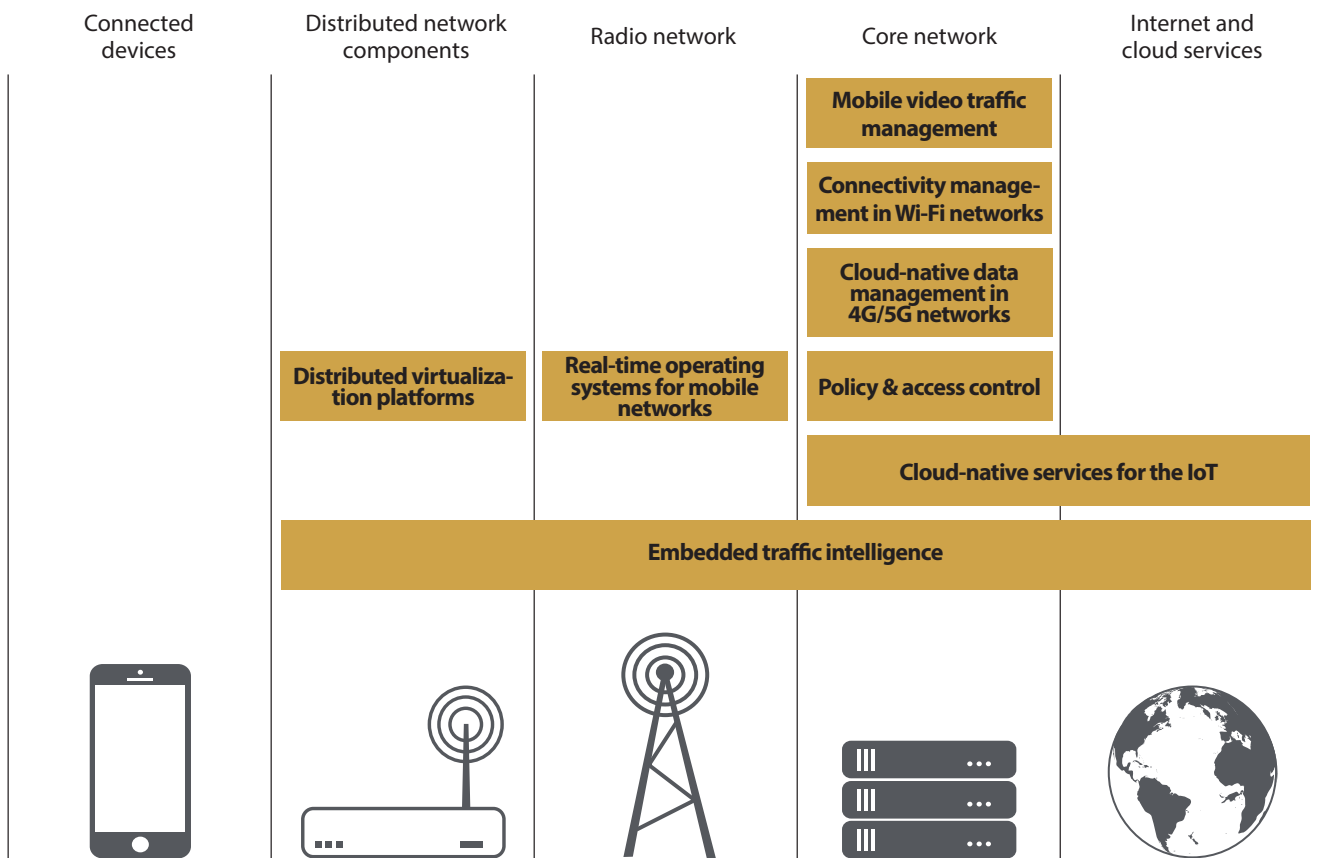 Connected
devices
Distributed network
components
Radio network
Core network
Internet and
cloud services
Mobile video traffic
management
Connectivity manage-
ment in Wi-Fi networks
Cloud-native data
management in
4G/5G networks
Distributed virtualiza-
tion platforms
Real-time operating
systems for mobile
networks
Policy & access control
Cloud-native services for the IoT
Embedded traffic intelligence